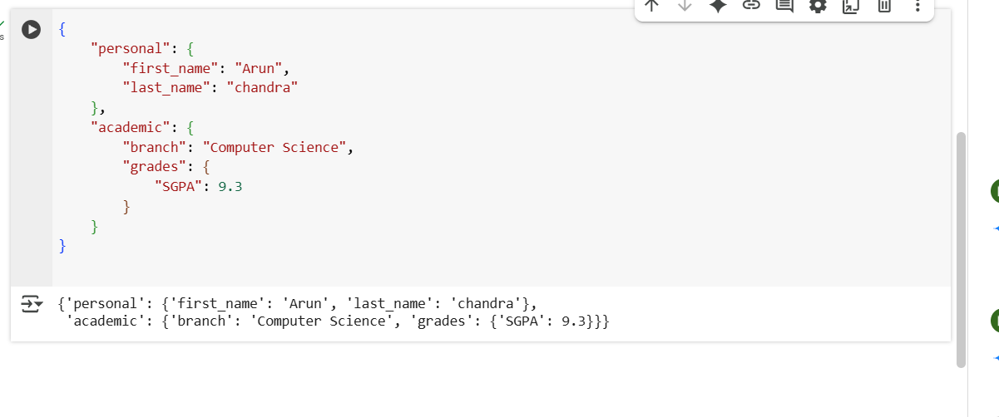 {
"personal": {
"first_name": "Arun",
"last_name": "chandra"
},
"academic": {
"branch": "Computer Science",
"grades": {
"SGPA": 9.3
}
}
}
{'personal': {'first_name': 'Arun', 'last_name': 'chandra'},
'academic': {'branch': 'Computer Science', 'grades': {'SGPA': 9.3}}}